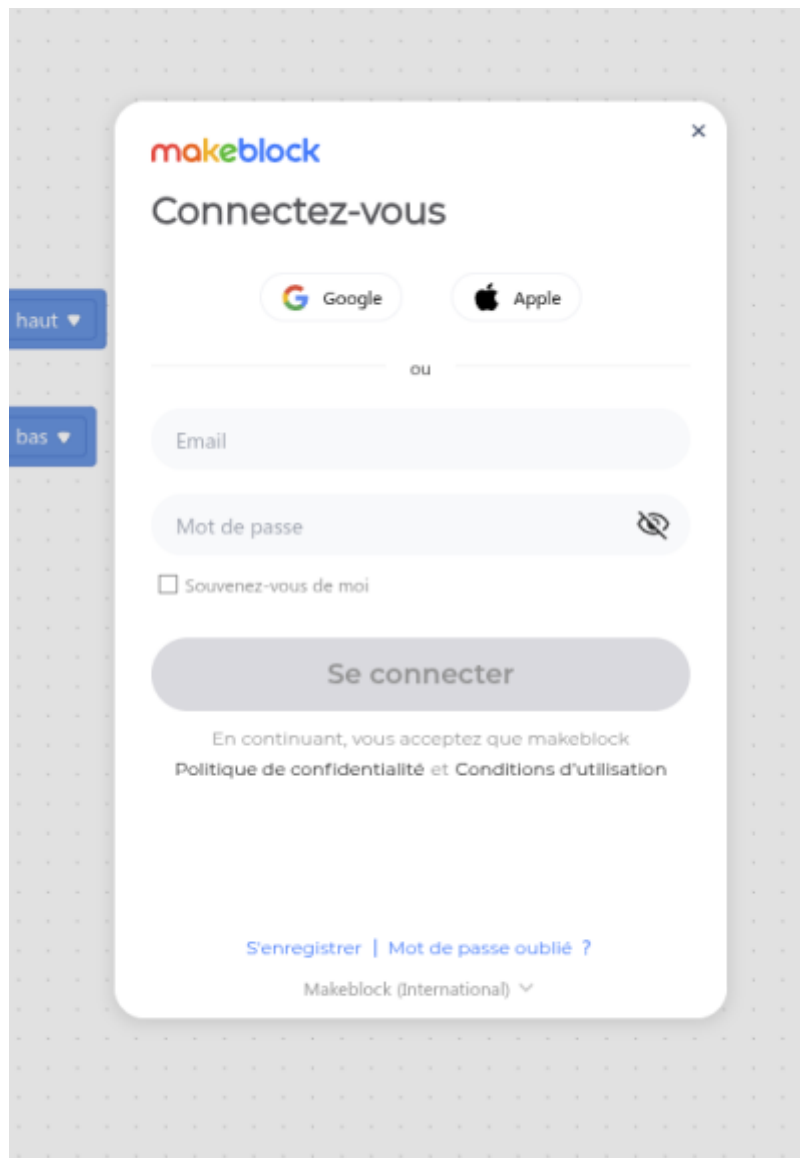 makeblock
Connectez-vous
Google
Apple
haut
ou
bas
Email
Mot de passe
Souvenez-vous de moi
Se connecter
En continuant, vous acceptez que makeblock
Politique de confidentialité et Conditions d'utilisation
S'enregistrer | Mot de passe oublié ?
Makeblock (International)